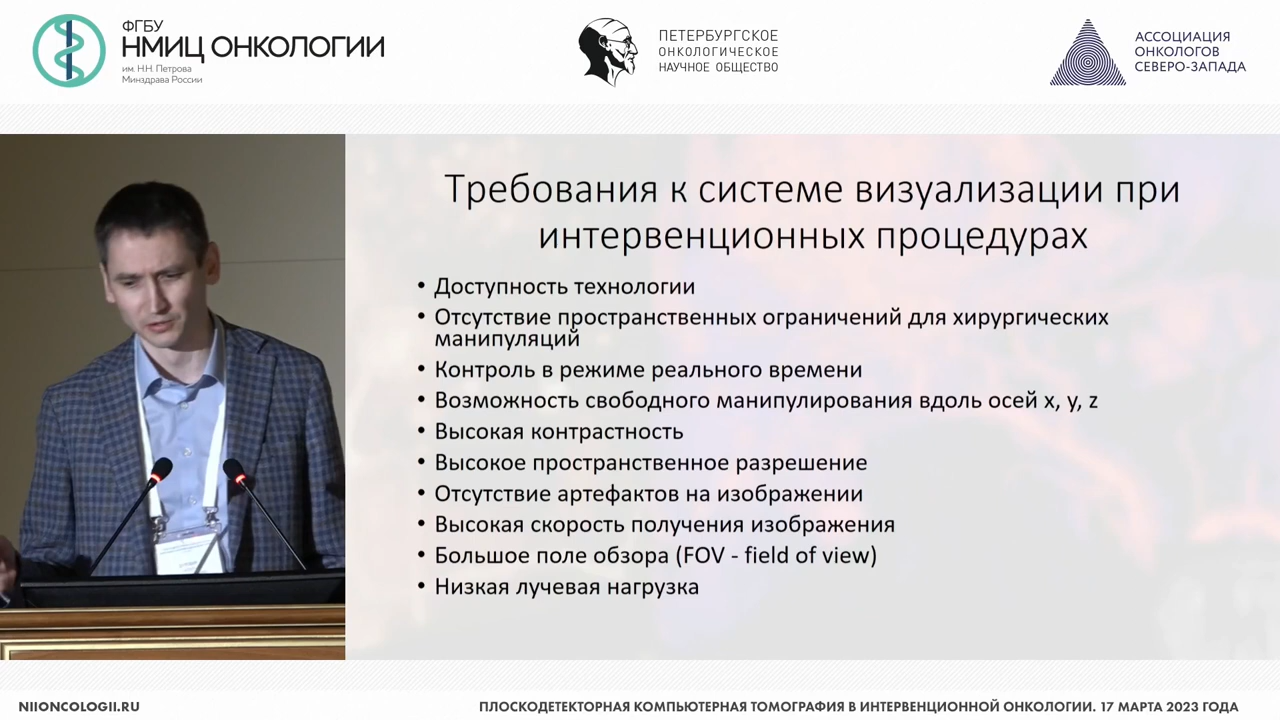 ФГБУ
НМИЦ ОНКОЛОГИИ
им. Н.Н. Петрова
Минздрава России
ПЕТЕРБУРГСКОЕ
ОНКОЛОГИЧЕСКОЕ
НАУЧНОЕ ОБЩЕСТВО
АССОЦИАЦИЯ
ОНКОЛОГОВ
СЕВЕРО-ЗАПАДА
Требования к системе визуализации при
интервенционных процедурах
• Доступность технологии
• Отсутствие пространственных ограничений для хирургических
манипуляций
• Контроль в режиме реального времени
• Возможность свободного манипулирования вдоль осей x, y, z
• Высокая контрастность
• Высокое пространственное разрешение
• Отсутствие артефактов на изображении
• Высокая скорость получения изображения
• Большое поле обзора (FOV - field of view)
• Низкая лучевая нагрузка
NIIONCOLOGII.RU
ПЛОСКОДЕТЕКТОРНАЯ КОМПЬЮТЕРНАЯ ТОМОГРАФИЯ В ИНТЕРВЕНЦИОННОЙ ОНКОЛОГИИ. 17 МАРТА 2023 ГОДА